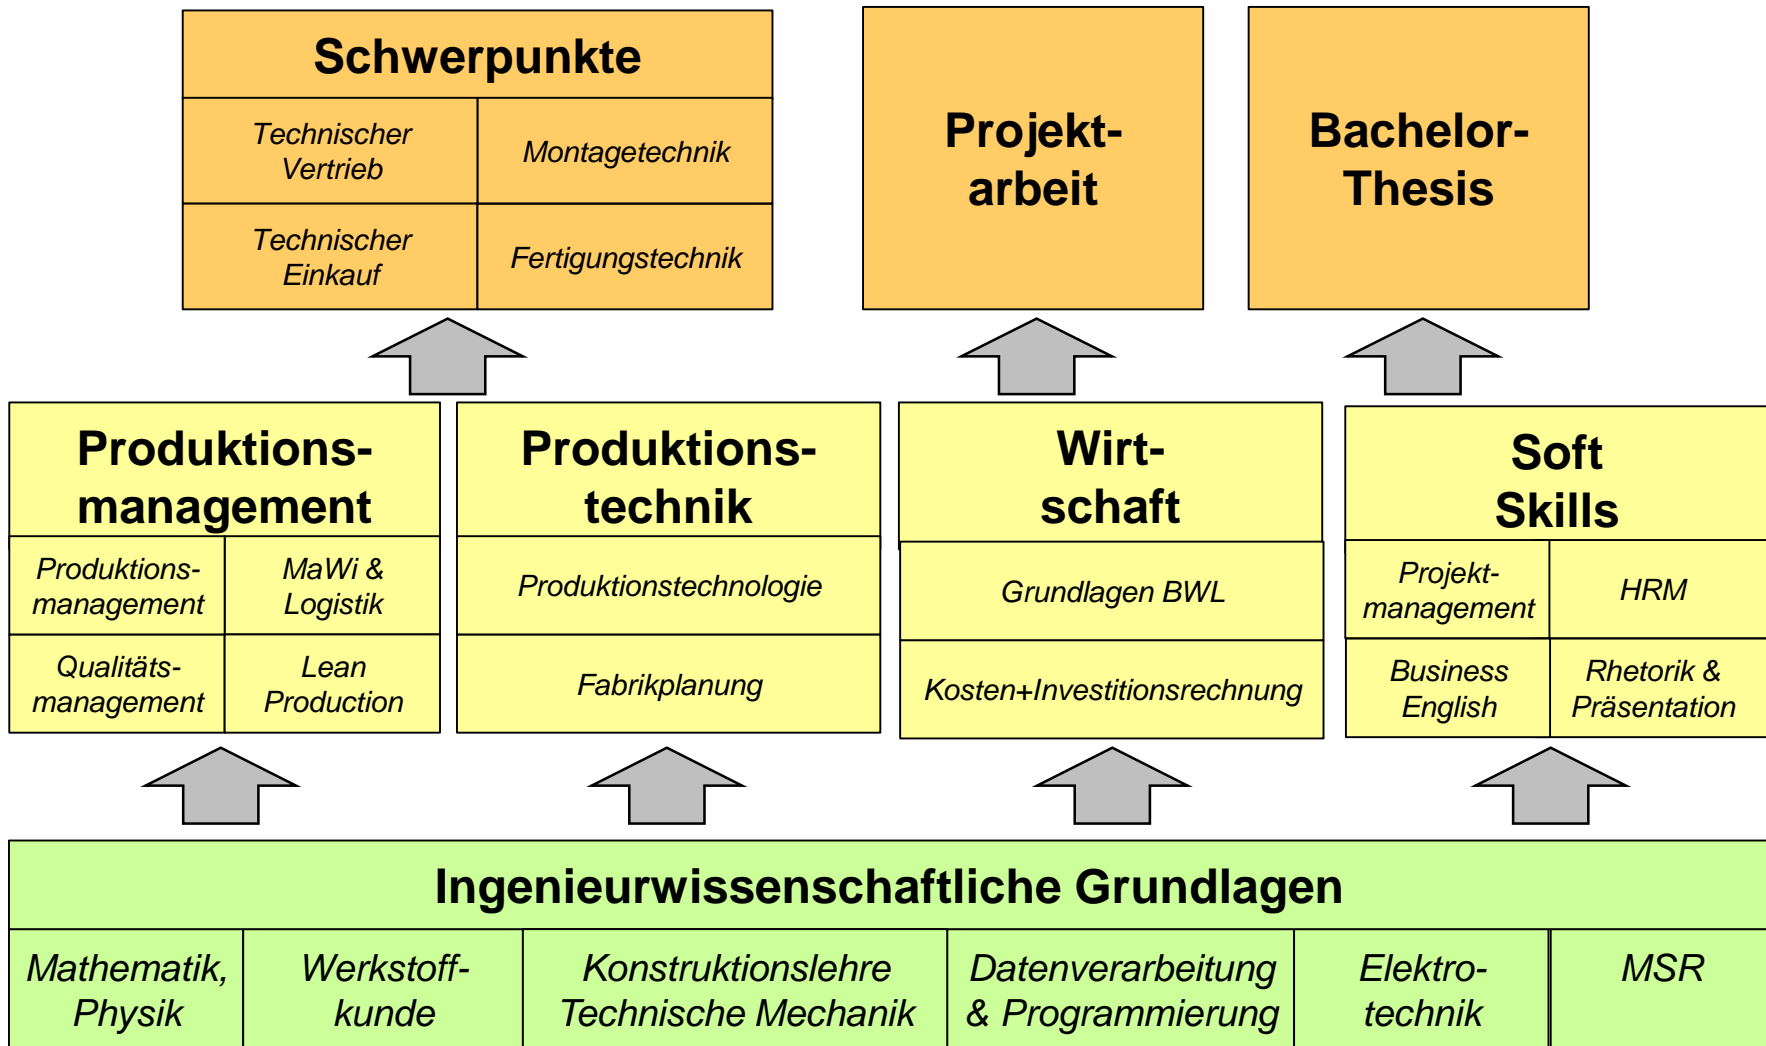 Schwerpunkte
Technischer
Vertrieb
Montagetechnik
Technischer
Einkauf
Fertigungstechnik
Projekt-
arbeit
Bachelor-
Thesis
Produktions-
management
Produktions-
management
MaWi &
Logistik
Qualitäts-
management
Lean
Production
Produktions-
technik
Produktionstechnologie
Fabrikplanung
Wirt-
schaft
Grundlagen BWL
Kosten+Investitionsrechnung
Soft
Skills
Projekt-
management
HRM
Business
English
Rhetorik &
Präsentation
Ingenieurwissenschaftliche Grundlagen
Mathematik,
Physik
Werkstoff-
kunde
Konstruktionslehre
Technische Mechanik
Datenverarbeitung
& Programmierung
Elektro-
technik
MSR